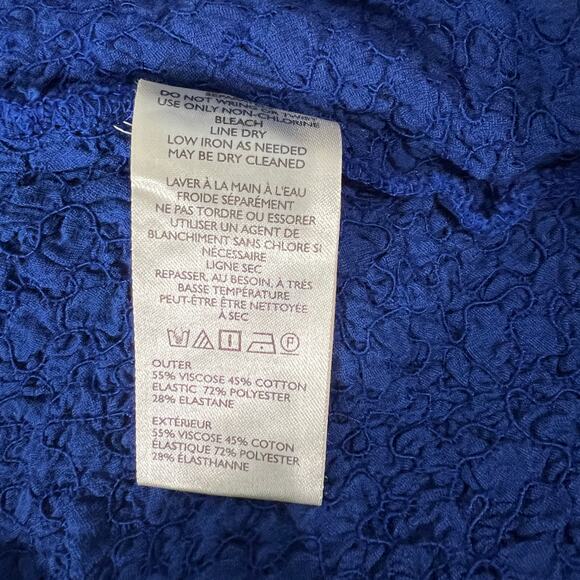 DO NOT WRING OR TWIST
USE ONLY NON-CHLORINE
BLEACH
LINE DRY
LOW IRON AS NEEDED
MAY BE DRY CLEANED
LAVER À LA MAIN À L'EAU
FROIDE SÉPARÉMENT
NE PAS TORDRE OU ESSORER
UTILISER UN AGENT DE
BLANCHIMENT SANS CHLORE SI
NÉCESSAIRE
LIGNE SEC
REPASSER, AU BESOIN, À TRÈS
BASSE TEMPÉRATURE
PEUT-ÊTRE ÊTRE NETTOYÉE
À SEC
P
OUTER
55% VISCOSE 45% COTTON
ELASTIC 72% POLYESTER
28% ELASTANE
EXTÉRIEUR
55% VISCOSE 45% COTON
ÉLASTIQUE 72% POLYESTER
28% ÉLASTHANNE